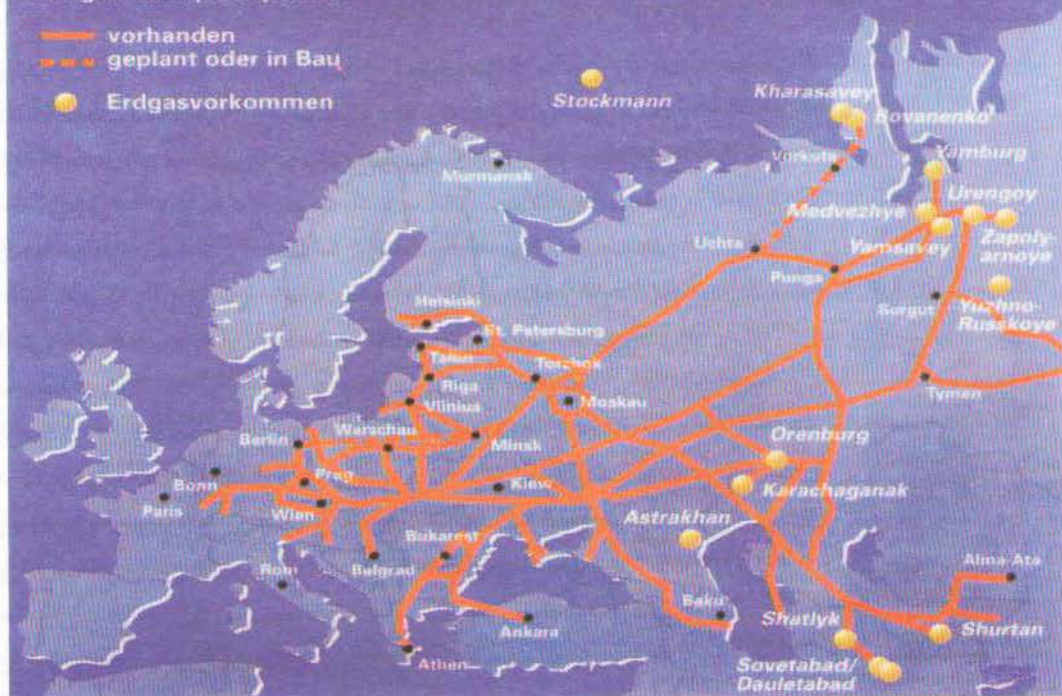 vorhanden
geplant oder in Bau
Erdgasvorkommen
Stockmann
Kharasavey
Bovanenko
Murmansk
Vorkuta
Yamburg
Urengoy
Medvezhye
Zapoly-
arnoye
Yamsavey
Uchta
Punga
Surgut
Yuzhno-
Russkoye
Helsinki
St. Petersburg
Torzhok
Riga
Vilnius
Moskau
Tymen
Berlin
Warschau
Minsk
Orenburg
Bonn
Prag
Kiew
Karachaganak
Paris
Wien
Astrakhan
Bukarest
Rom
Belgrad
Alma-Ata
Baku
Ankara
Shatlyk
Shurtan
Athen
Sovetabad/
Dauletabad